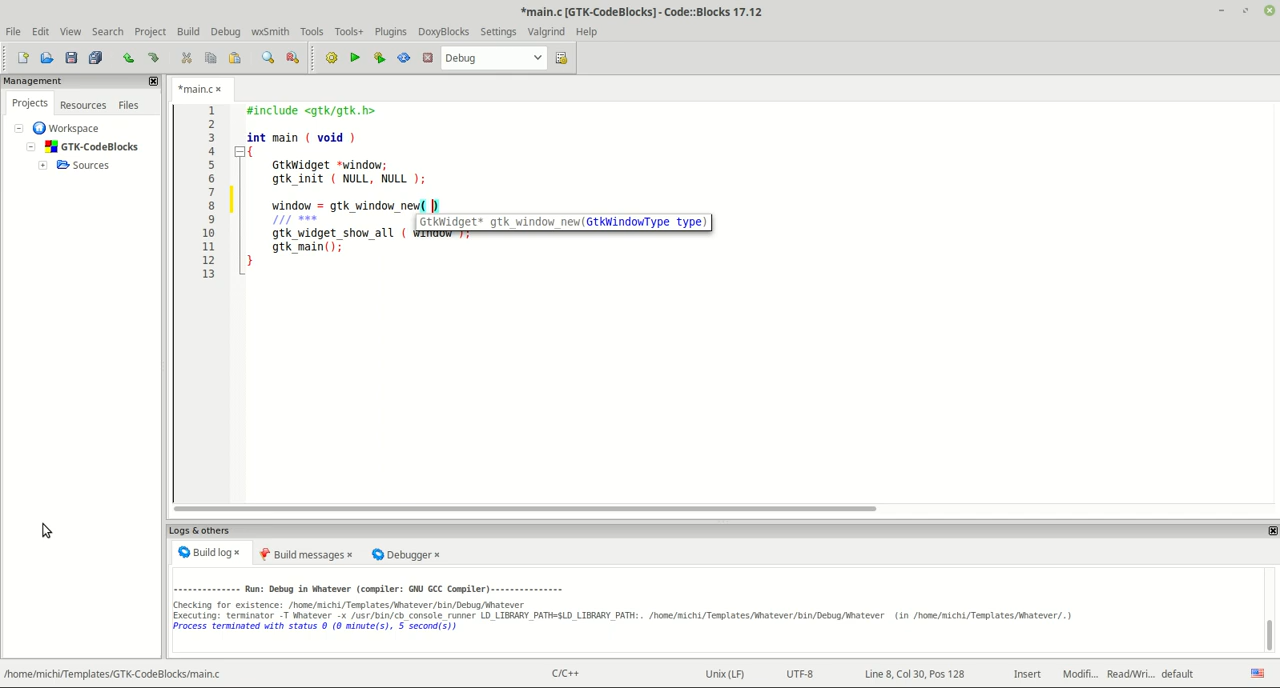 *main.c [GTK-CodeBlocks] - Code::Blocks 17.12
File Edit View Search Project Build Debug wxSmith Tools Tools+ Plugins DoxyBlocks Settings Valgrind Help
Debug
Management
Projects Resources Files
Workspace
GTK-CodeBlocks
Sources
*main.c
1 #include <gtk/gtk.h>
2
3 int main ( void )
4 {
5 GtkWidget *window;
6 gtk_init ( NULL, NULL );
7
8 window = gtk_window_new( )
GtkWidget* gtk_window_new(GtkWindowType type)
9 /// ***
10 gtk_widget_show_all ( window );
11 gtk_main();
12 }
13
Logs & others
Build log Build messages Debugger
-------------- Run: Debug in Whatever (compiler: GNU GCC Compiler)---------------
Checking for existence: /home/michi/Templates/Whatever/bin/Debug/Whatever
Executing: terminator -T Whatever -x /usr/bin/cb_console_runner LD_LIBRARY_PATH=$LD_LIBRARY_PATH:. /home/michi/Templates/Whatever/bin/Debug/Whatever (in /home/michi/Templates/Whatever/.)
Process terminated with status 0 (0 minute(s), 5 second(s))
/home/michi/Templates/GTK-CodeBlocks/main.c C/C++ Unix (LF) UTF-8 Line 8, Col 30, Pos 128 Insert Modifi... Read/Wri... default